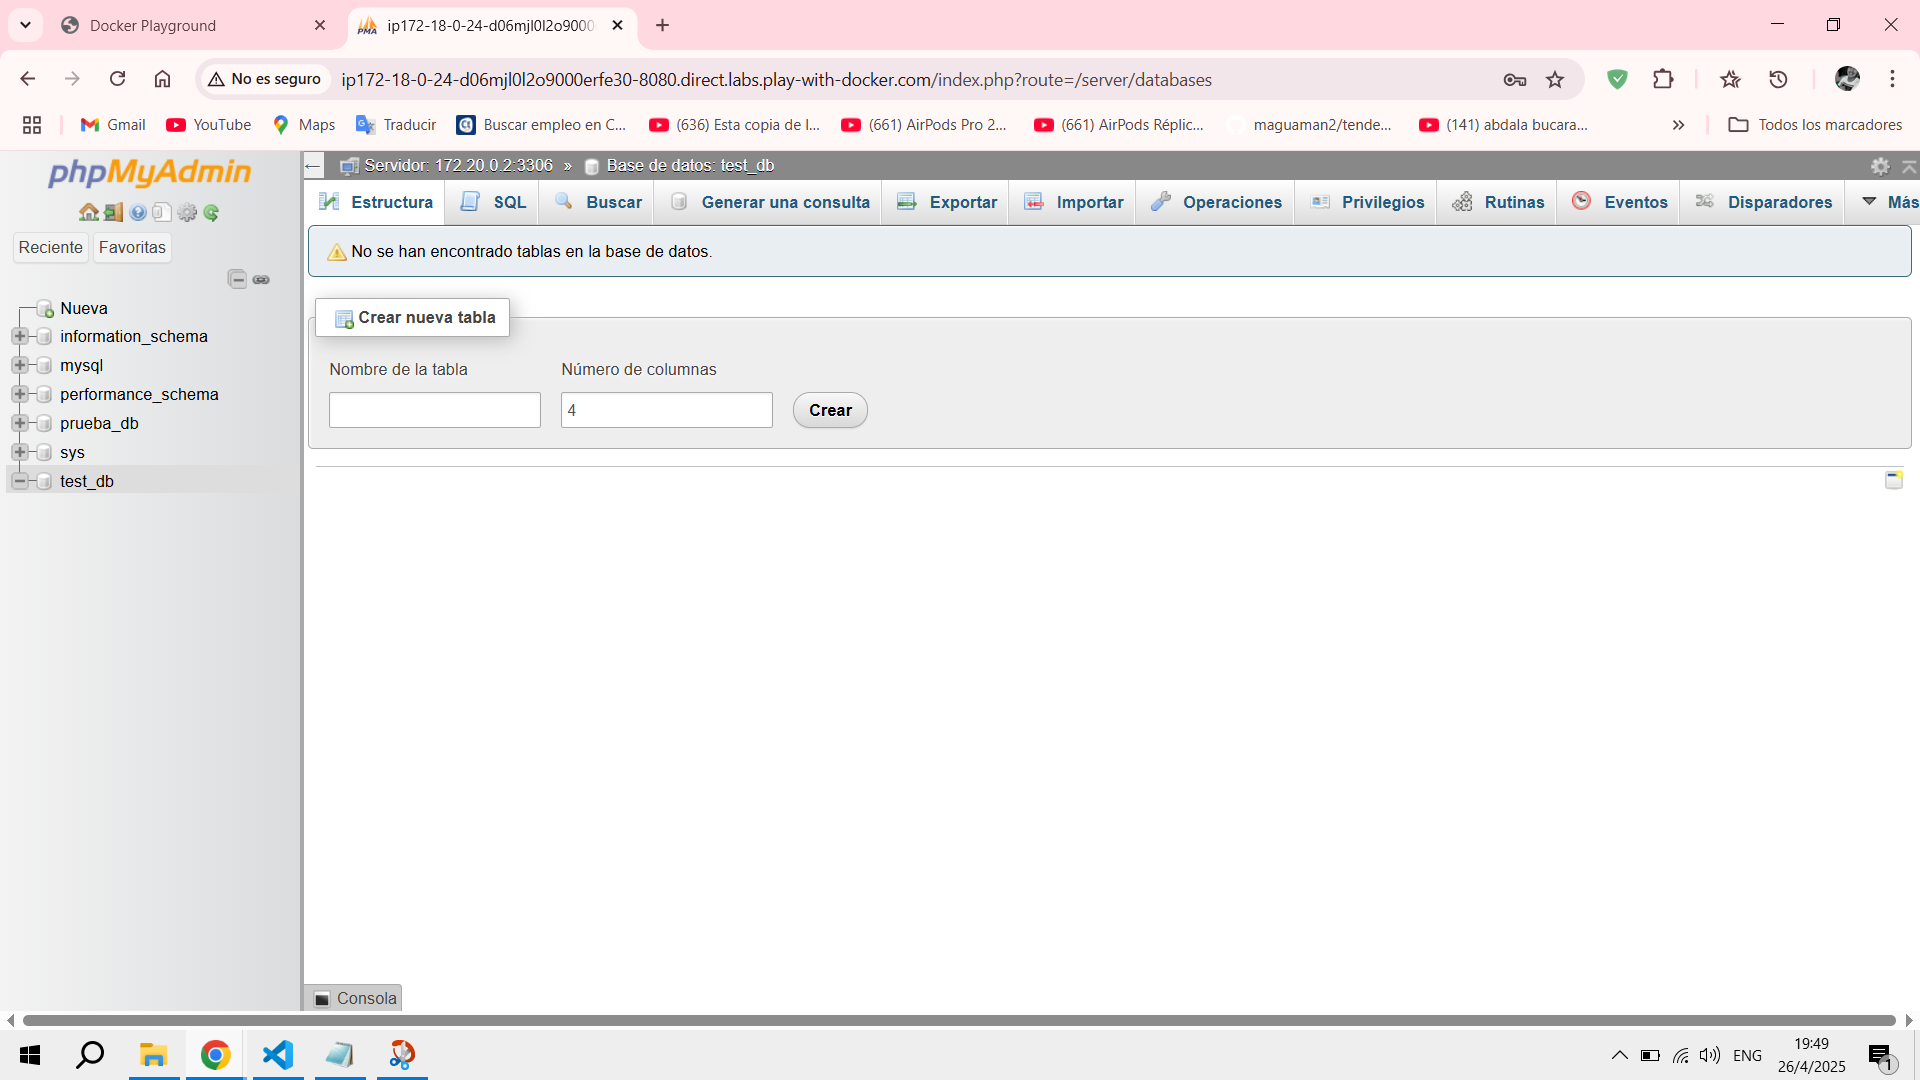 Docker Playground
ip172-18-0-24-d06mjl0l2o9000
No es seguro
ip172-18-0-24-d06mjl0l2o9000erfe30-8080.direct.labs.play-with-docker.com/index.php?route=/server/databases
Gmail
YouTube
Maps
Traducir
Buscar empleo en C...
(636) Esta copia de l...
(661) AirPods Pro 2...
(661) AirPods Réplic...
maguaman2/tende...
(141) abdala bucara...
»
Todos los marcadores
phpMyAdmin
Reciente
Favoritas
Nueva
information_schema
mysql
performance_schema
prueba_db
sys
test_db
Servidor: 172.20.0.2:3306 » Base de datos: test_db
Estructura
SQL
Buscar
Generar una consulta
Exportar
Importar
Operaciones
Privilegios
Rutinas
Eventos
Disparadores
Más
No se han encontrado tablas en la base de datos.
Crear nueva tabla
Nombre de la tabla
Número de columnas
4
Crear
Consola
ENG
19:49
26/4/2025
1